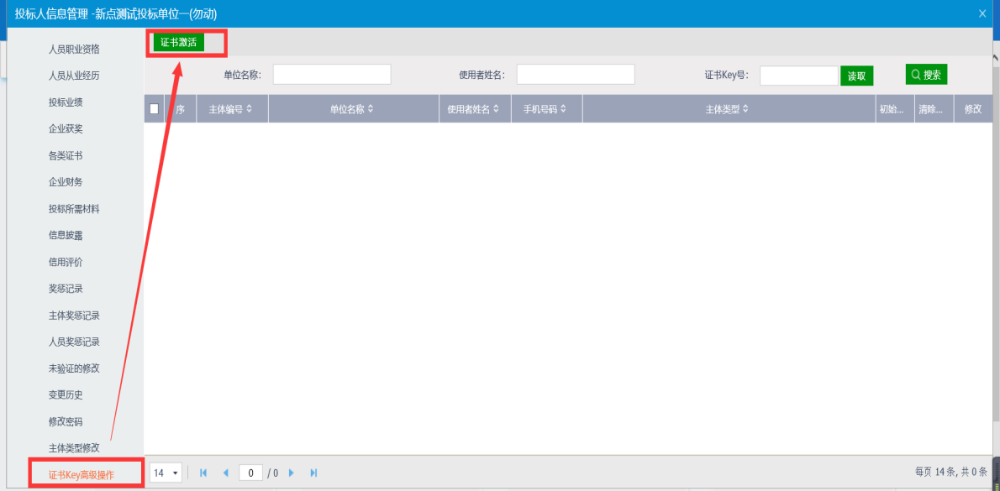 投标人信息管理 -新点测试投标单位一(勿动)
人员职业资格
人员从业经历
投标业绩
企业获奖
各类证书
企业财务
投标所需材料
信息披露
信用评价
奖惩记录
主体奖惩记录
人员奖惩记录
未验证的修改
变更历史
修改密码
主体类型修改
证书Key高级操作
证书激活
单位名称: 使用者姓名: 证书Key号: 读取 搜索
序 主体编号 单位名称 使用者姓名 手机号码 主体类型 初始... 清除... 修改
14 0 / 0 每页 14 条, 共 0 条